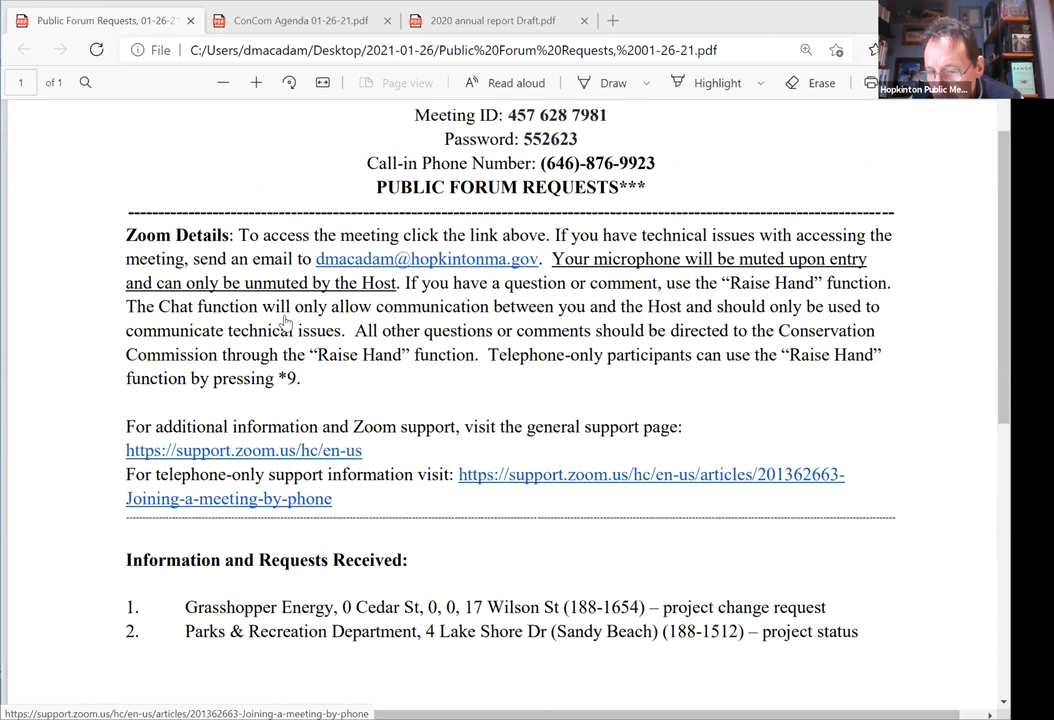 Public Forum Requests, 01-26-21
ConCom Agenda 01-26-21.pdf
2020 annual report Draft.pdf
File
C:/Users/dmacadam/Desktop/2021-01-26/Public%20Forum%20Requests,%2001-26-21.pdf
1 of 1
Page view
Read aloud
Draw
Highlight
Erase
Hopkinton Public Me...
Meeting ID: 457 628 7981
Password: 552623
Call-in Phone Number: (646)-876-9923
PUBLIC FORUM REQUESTS***
Zoom Details: To access the meeting click the link above. If you have technical issues with accessing the
meeting, send an email to dmacadam@hopkintonma.gov. Your microphone will be muted upon entry
and can only be unmuted by the Host. If you have a question or comment, use the “Raise Hand” function.
The Chat function will only allow communication between you and the Host and should only be used to
communicate technical issues. All other questions or comments should be directed to the Conservation
Commission through the “Raise Hand” function. Telephone-only participants can use the “Raise Hand”
function by pressing *9.
For additional information and Zoom support, visit the general support page:
https://support.zoom.us/hc/en-us
For telephone-only support information visit: https://support.zoom.us/hc/en-us/articles/201362663-
Joining-a-meeting-by-phone
Information and Requests Received:
1. Grasshopper Energy, 0 Cedar St, 0, 0, 17 Wilson St (188-1654) – project change request
2. Parks & Recreation Department, 4 Lake Shore Dr (Sandy Beach) (188-1512) – project status
https://support.zoom.us/hc/en-us/articles/201362663-Joining-a-meeting-by-phone